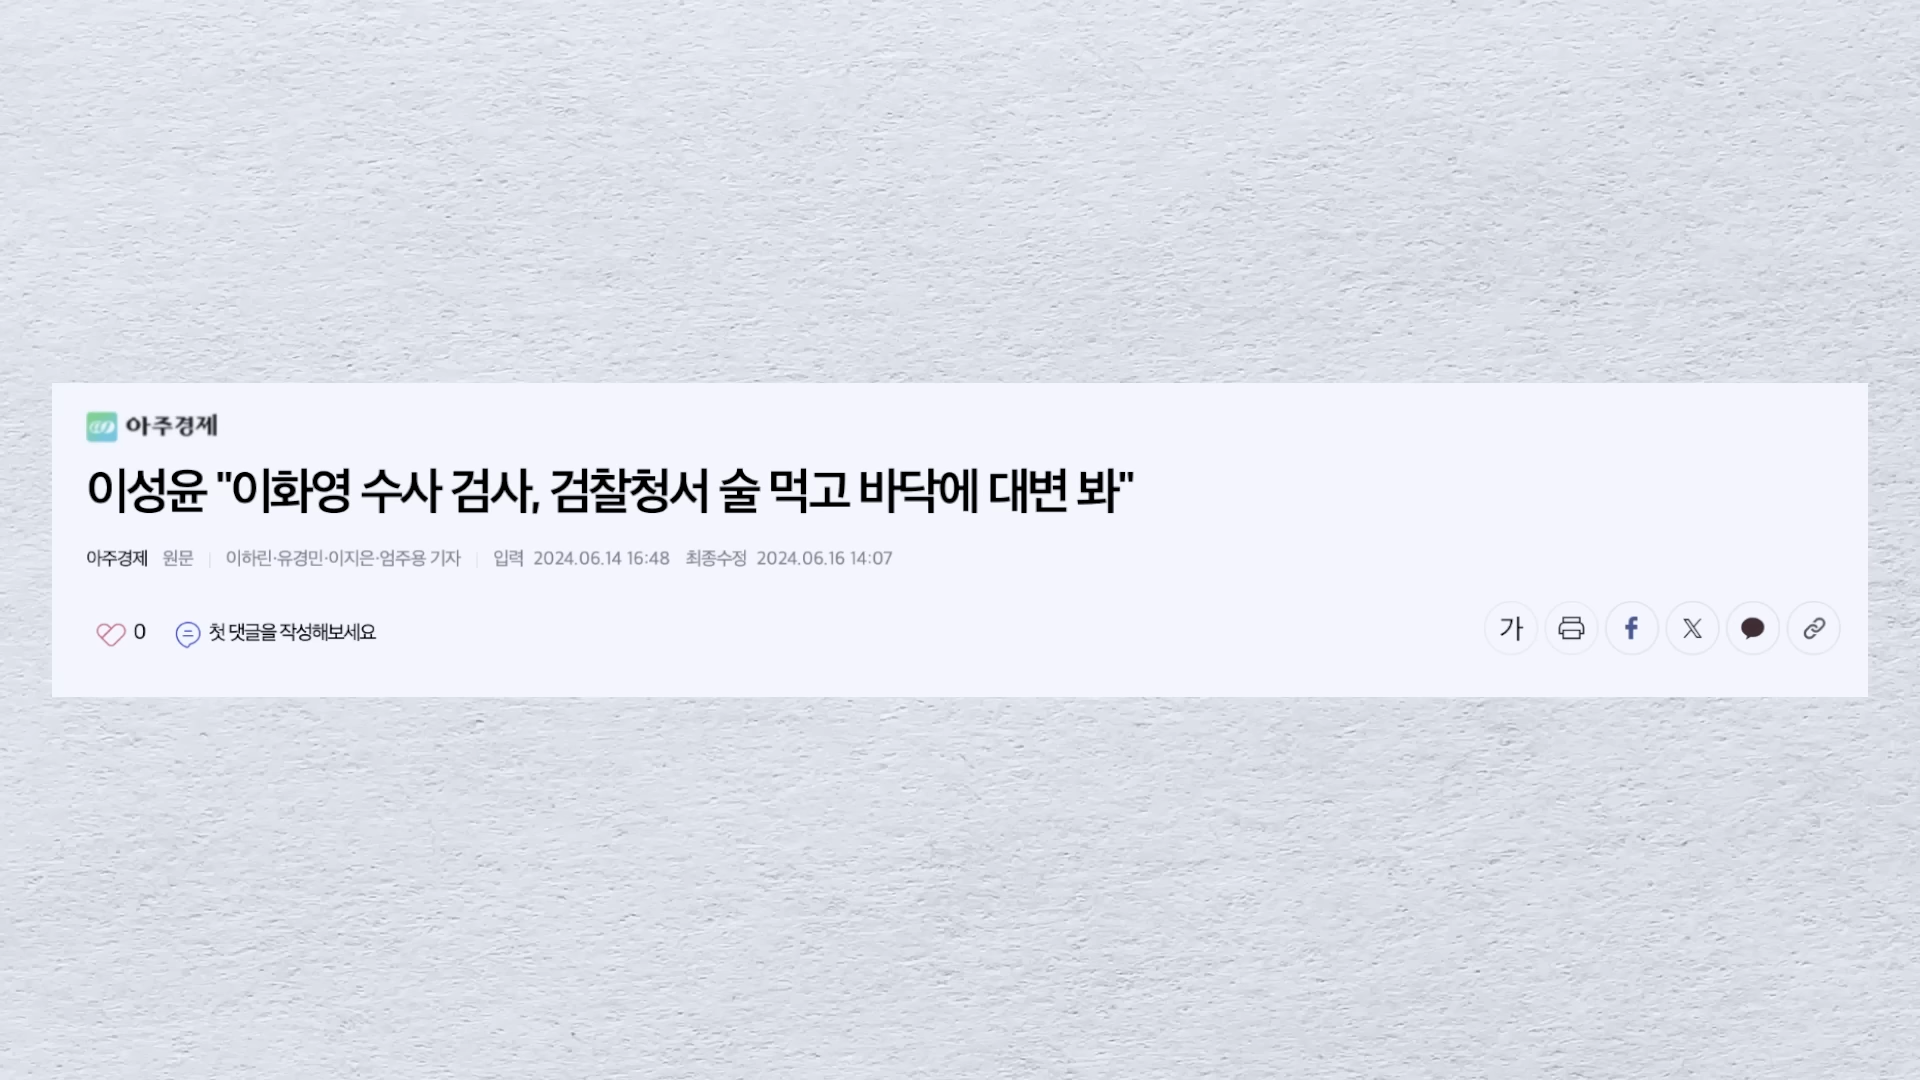 아주경제
이성윤 "이화영 수사 검사, 검찰청서 술 먹고 바닥에 대변 봐"
아주경제 원문 이하린·유경민·이지은·엄주용 기자 입력 2024.06.14 16:48 최종수정 2024.06.16 14:07
0 첫 댓글을 작성해보세요 가